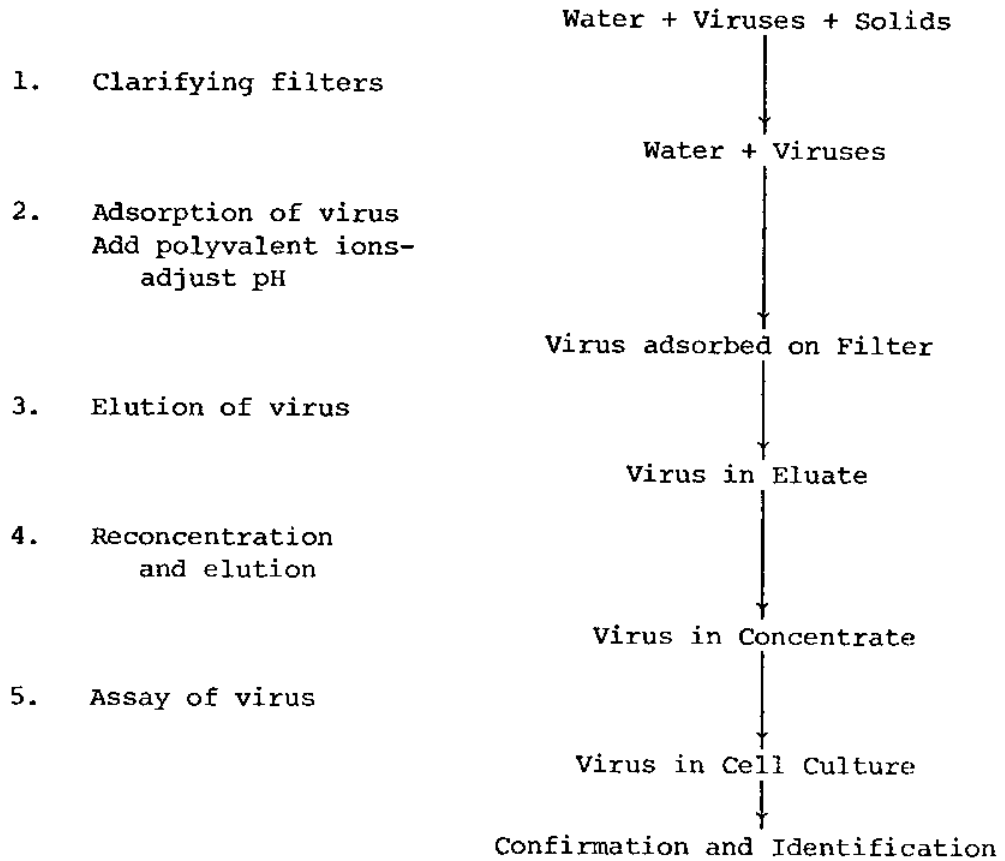 Water + Viruses + Solids
1. Clarifying filters
Water + Viruses
2. Adsorption of virus
Add polyvalent ions-
adjust pH
Virus adsorbed on Filter
3. Elution of virus
Virus in Eluate
4. Reconcentration
and elution
Virus in Concentrate
5. Assay of virus
Virus in Cell Culture
Confirmation and Identification